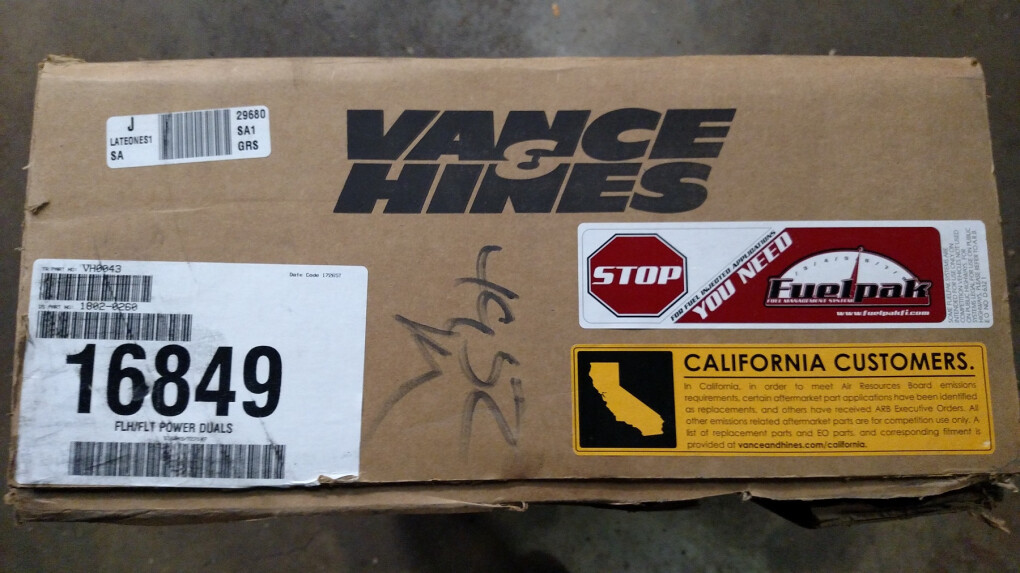 J
LATEONES1
SA
29680
SA1
GRS
VANCE
&
HINES
VH0043
1802-0260
16849
FLH/FLT POWER DUALS
STOP
FOR FUEL INJECTED APPLICATIONS
YOU NEED
Fuelpak
FUEL MANAGEMENT SYSTEM
www.fuelpakfi.com
CALIFORNIA CUSTOMERS.
In California, in order to meet Air Resources Board emissions
requirements, certain aftermarket part applications have been identified
as replacements, and others have received ARB Executive Orders. All
other emissions related aftermarket parts are for competition use only. A
list of replacement parts and EO parts, and corresponding fitment is
provided at vanceandhines.com/california.